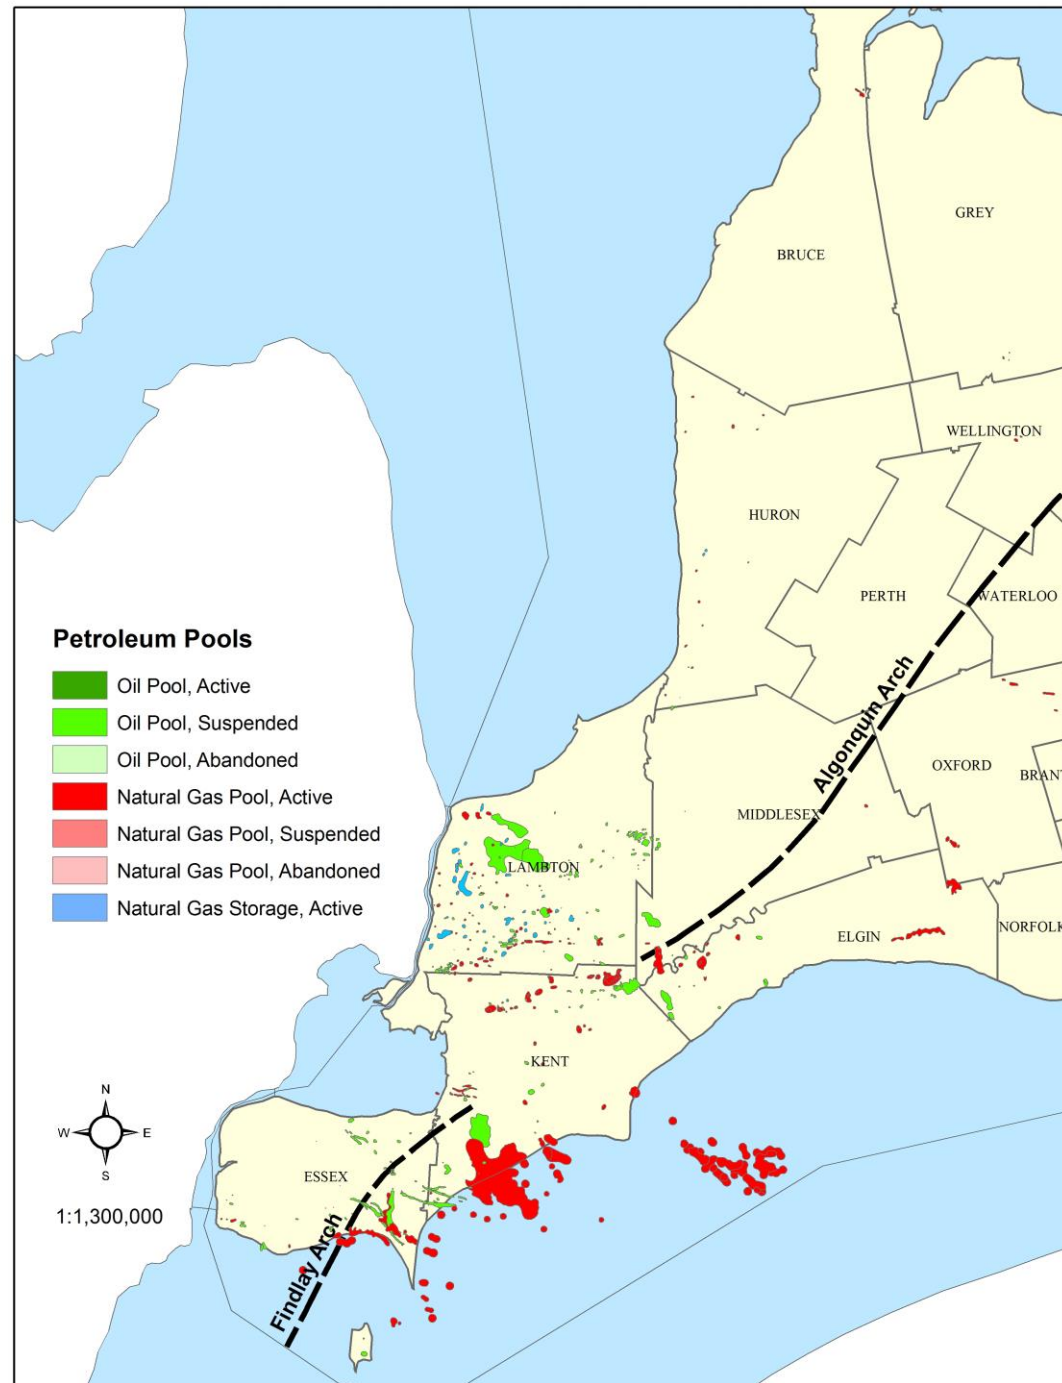 GREY
BRUCE
WELLINGTON
HURON
PERTH
WATERLOO
Petroleum Pools
Oil Pool, Active
Oil Pool, Suspended
Oil Pool, Abandoned
Natural Gas Pool, Active
Natural Gas Pool, Suspended
Natural Gas Pool, Abandoned
Natural Gas Storage, Active
Algonquin Arch
OXFORD
BRANT
MIDDLESEX
LAMBTON
ELGIN
NORFOLK
KENT
N
W
E
S
ESSEX
1:1,300,000
Findlay Arch